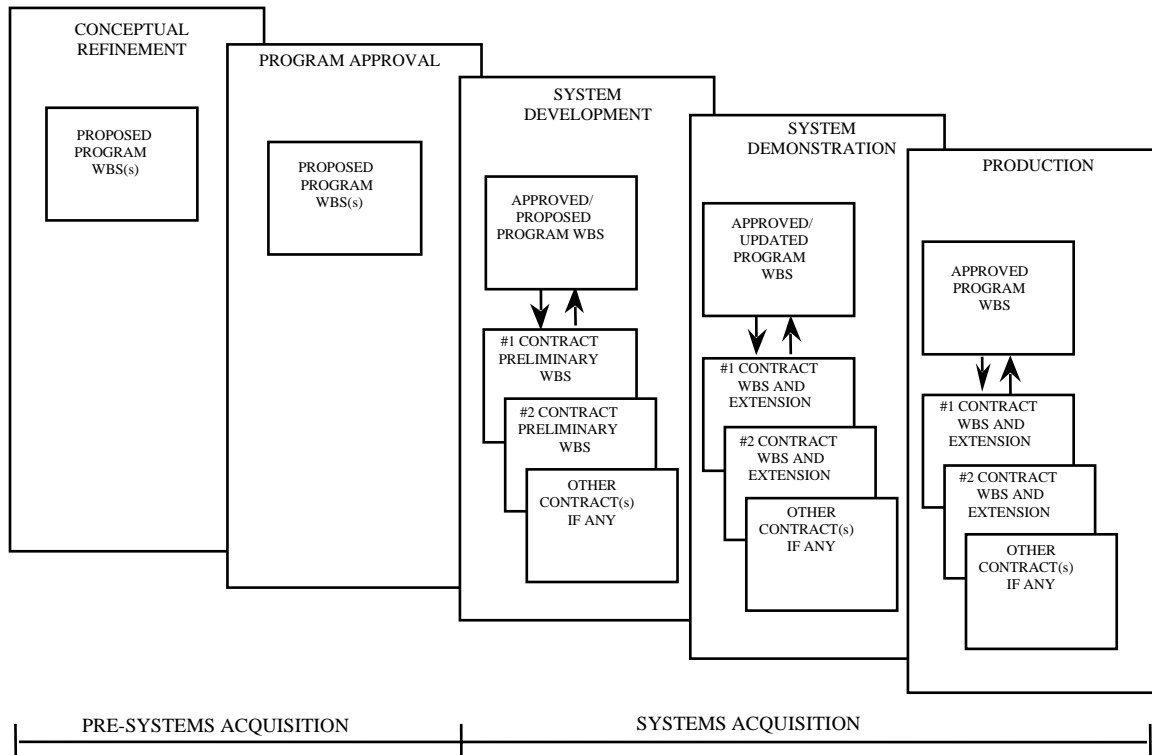 CONCEPTUAL
REFINEMENT
PROPOSED
PROGRAM
WBS(s)
PROGRAM APPROVAL
PROPOSED
PROGRAM
WBS(s)
SYSTEM
DEVELOPMENT
APPROVED/
PROPOSED
PROGRAM WBS
#1 CONTRACT
PRELIMINARY
WBS
#2 CONTRACT
PRELIMINARY
WBS
OTHER
CONTRACT(s)
IF ANY
SYSTEM
DEMONSTRATION
APPROVED/
UPDATED
PROGRAM
WBS
#1 CONTRACT
WBS AND
EXTENSION
#2 CONTRACT
WBS AND
EXTENSION
OTHER
CONTRACT(s)
IF ANY
PRODUCTION
APPROVED
PROGRAM
WBS
#1 CONTRACT
WBS AND
EXTENSION
#2 CONTRACT
WBS AND
EXTENSION
OTHER
CONTRACT(s)
IF ANY
PRE-SYSTEMS ACQUISITION
SYSTEMS ACQUISITION